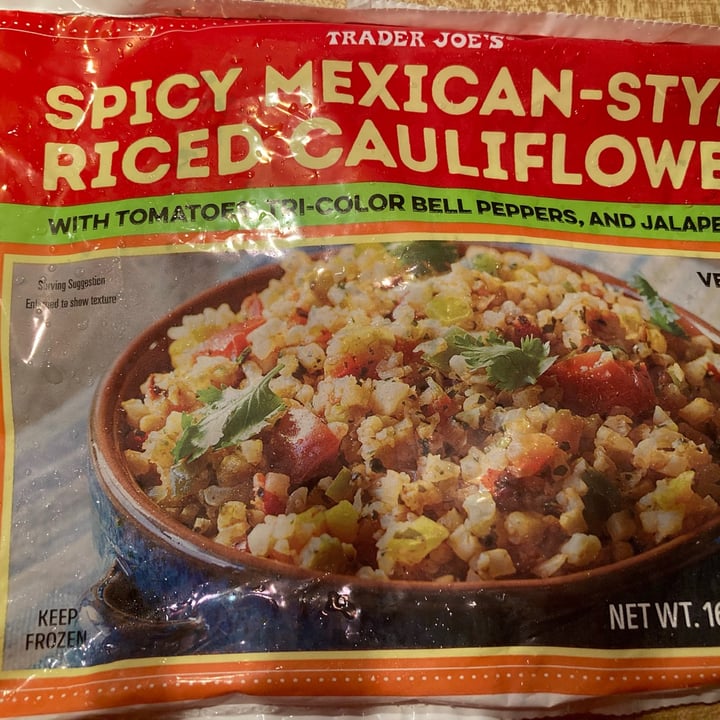 TRADER JOE'S
SPICY MEXICAN-STY
RICED CAULIFLOWE
WITH TOMATOES, TRI-COLOR BELL PEPPERS, AND JALAPE
Serving Suggestion
Enlarged to show texture
VE
KEEP
FROZEN
NET WT. 16